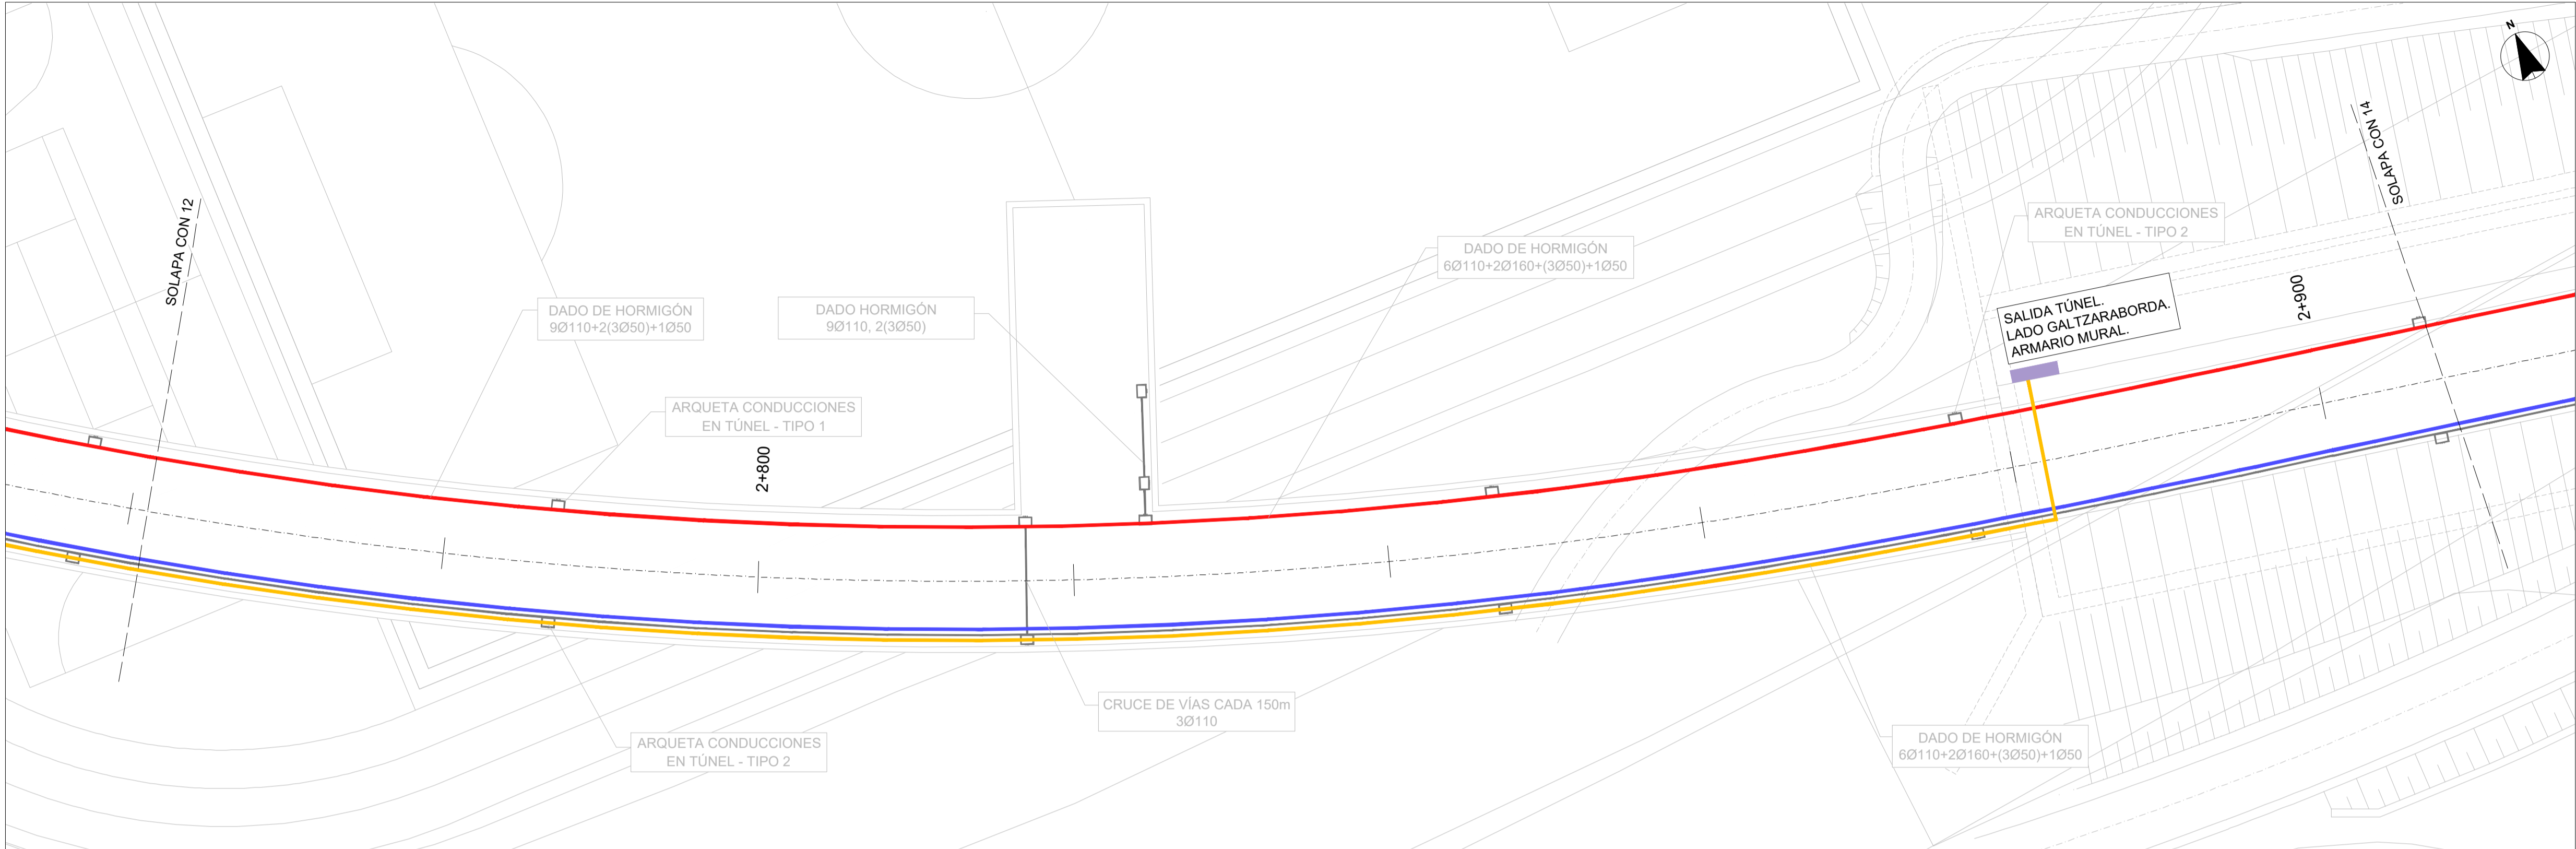 N
SOLAPA CON 12
SOLAPA CON 14
DADO DE HORMIGÓN
9Ø110+2(3Ø50)+1Ø50
DADO HORMIGÓN
9Ø110, 2(3Ø50)
DADO DE HORMIGÓN
6Ø110+2Ø160+(3Ø50)+1Ø50
ARQUETA CONDUCCIONES
EN TÚNEL - TIPO 2
SALIDA TÚNEL.
LADO GALTZARABORDA.
ARMARIO MURAL.
2+900
ARQUETA CONDUCCIONES
EN TÚNEL - TIPO 1
2+800
CRUCE DE VÍAS CADA 150m
3Ø110
ARQUETA CONDUCCIONES
EN TÚNEL - TIPO 2
DADO DE HORMIGÓN
6Ø110+2Ø160+(3Ø50)+1Ø50